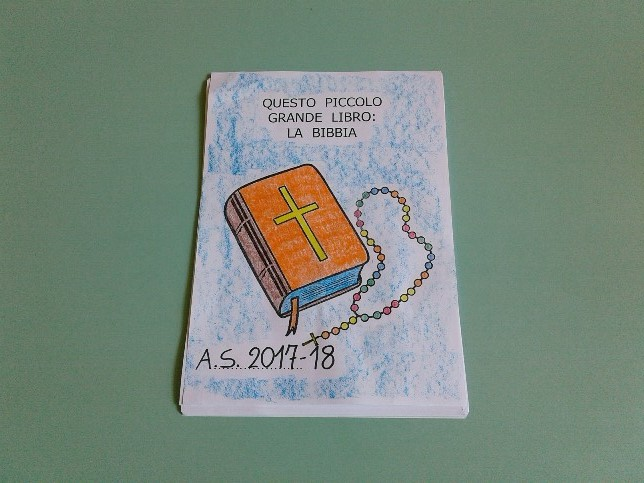 QUESTO PICCOLO
GRANDE LIBRO:
LA BIBBIA
A.S. 2017-18